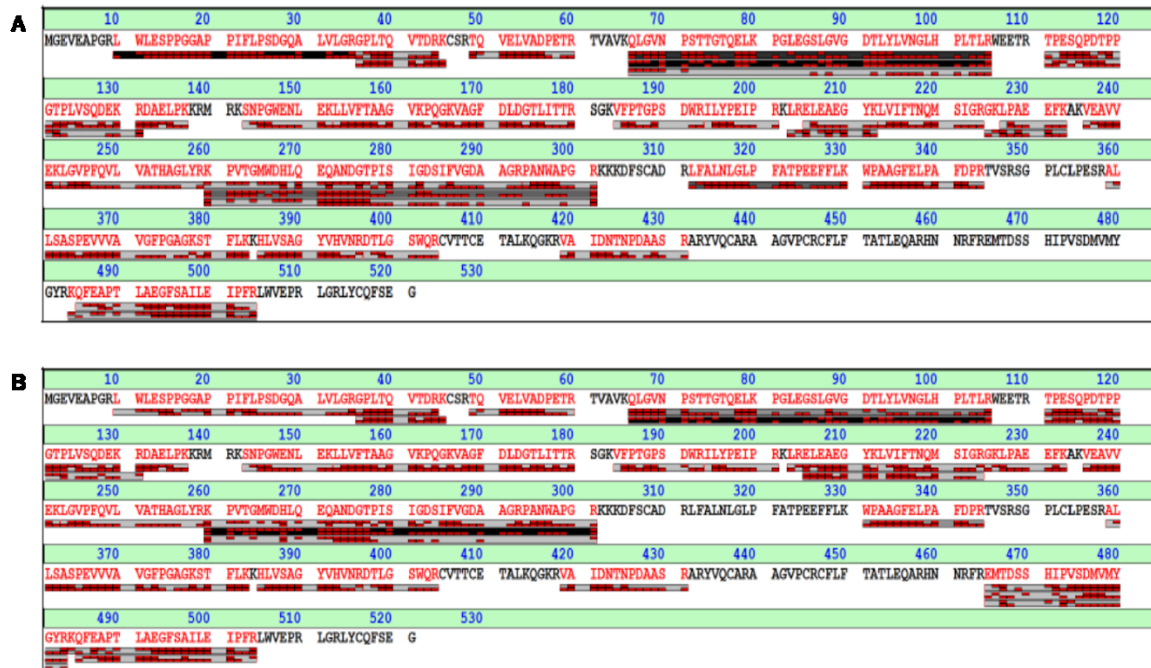 A
10 20 30 40 50 60 70 80 90 100 110 120
MGEVEAPGRL WLESPPGGAP PIFLPSDGQA LVLGRGPLTQ VTDRKCSRTQ VELVADPETR TVAVKQLGVN PSTTGTQELK PGLEGSLGVG DTLYLVNGLH PLTLRWEETR TPESQPDTPP
130 140 150 160 170 180 190 200 210 220 230 240
GTPLVSQDEK RDAELPKKRM RKSNPGWENL EKLLVFTAAG VKPQGKVAGF DLDGTLITTR SGKVFPTGPS DWRILYPEIP RKLRELEAEG YKLVIFTNQM SIGRGKLPAE EFKAKVEAVV
250 260 270 280 290 300 310 320 330 340 350 360
EKLGVPFQVL VATHAGLYRK PVTGMWDHLQ EQANDGTPIS IGDSIFVGDA AGRPANWAPG RKKKDFSCAD RLFALNLGLP FATPEEFFLK WPAAGFELPA FDPRTVSRSG PLCLPESRAL
370 380 390 400 410 420 430 440 450 460 470 480
LSASPEVVVA VGFPGAGKST FLKKHLVSAG YVHVNRDTLG SWQRCVTTCE TALKQGKRVA IDNTNPDAAS RARYVQCARA AGVPCRCFLF TATLEQARHN NRFREMTDSS HIPVSDMVMY
490 500 510 520 530
GYRKQFEAPT LAEGFSAILE IPFRLWVEPR LGRLYCQFSE G
B
10 20 30 40 50 60 70 80 90 100 110 120
MGEVEAPGRL WLESPPGGAP PIFLPSDGQA LVLGRGPLTQ VTDRKCSRTQ VELVADPETR TVAVKQLGVN PSTTGTQELK PGLEGSLGVG DTLYLVNGLH PLTLRWEETR TPESQPDTPP
130 140 150 160 170 180 190 200 210 220 230 240
GTPLVSQDEK RDAELPKKRM RKSNPGWENL EKLLVFTAAG VKPQGKVAGF DLDGTLITTR SGKVFPTGPS DWRILYPEIP RKLRELEAEG YKLVIFTNQM SIGRGKLPAE EFKAKVEAVV
250 260 270 280 290 300 310 320 330 340 350 360
EKLGVPFQVL VATHAGLYRK PVTGMWDHLQ EQANDGTPIS IGDSIFVGDA AGRPANWAPG RKKKDFSCAD RLFALNLGLP FATPEEFFLK WPAAGFELPA FDPRTVSRSG PLCLPESRAL
370 380 390 400 410 420 430 440 450 460 470 480
LSASPEVVVA VGFPGAGKST FLKKHLVSAG YVHVNRDTLG SWQRCVTTCE TALKQGKRVA IDNTNPDAAS RARYVQCARA AGVPCRCFLF TATLEQARHN NRFREMTDSS HIPVSDMVMY
490 500 510 520 530
GYRKQFEAPT LAEGFSAILE IPFRLWVEPR LGRLYCQFSE G